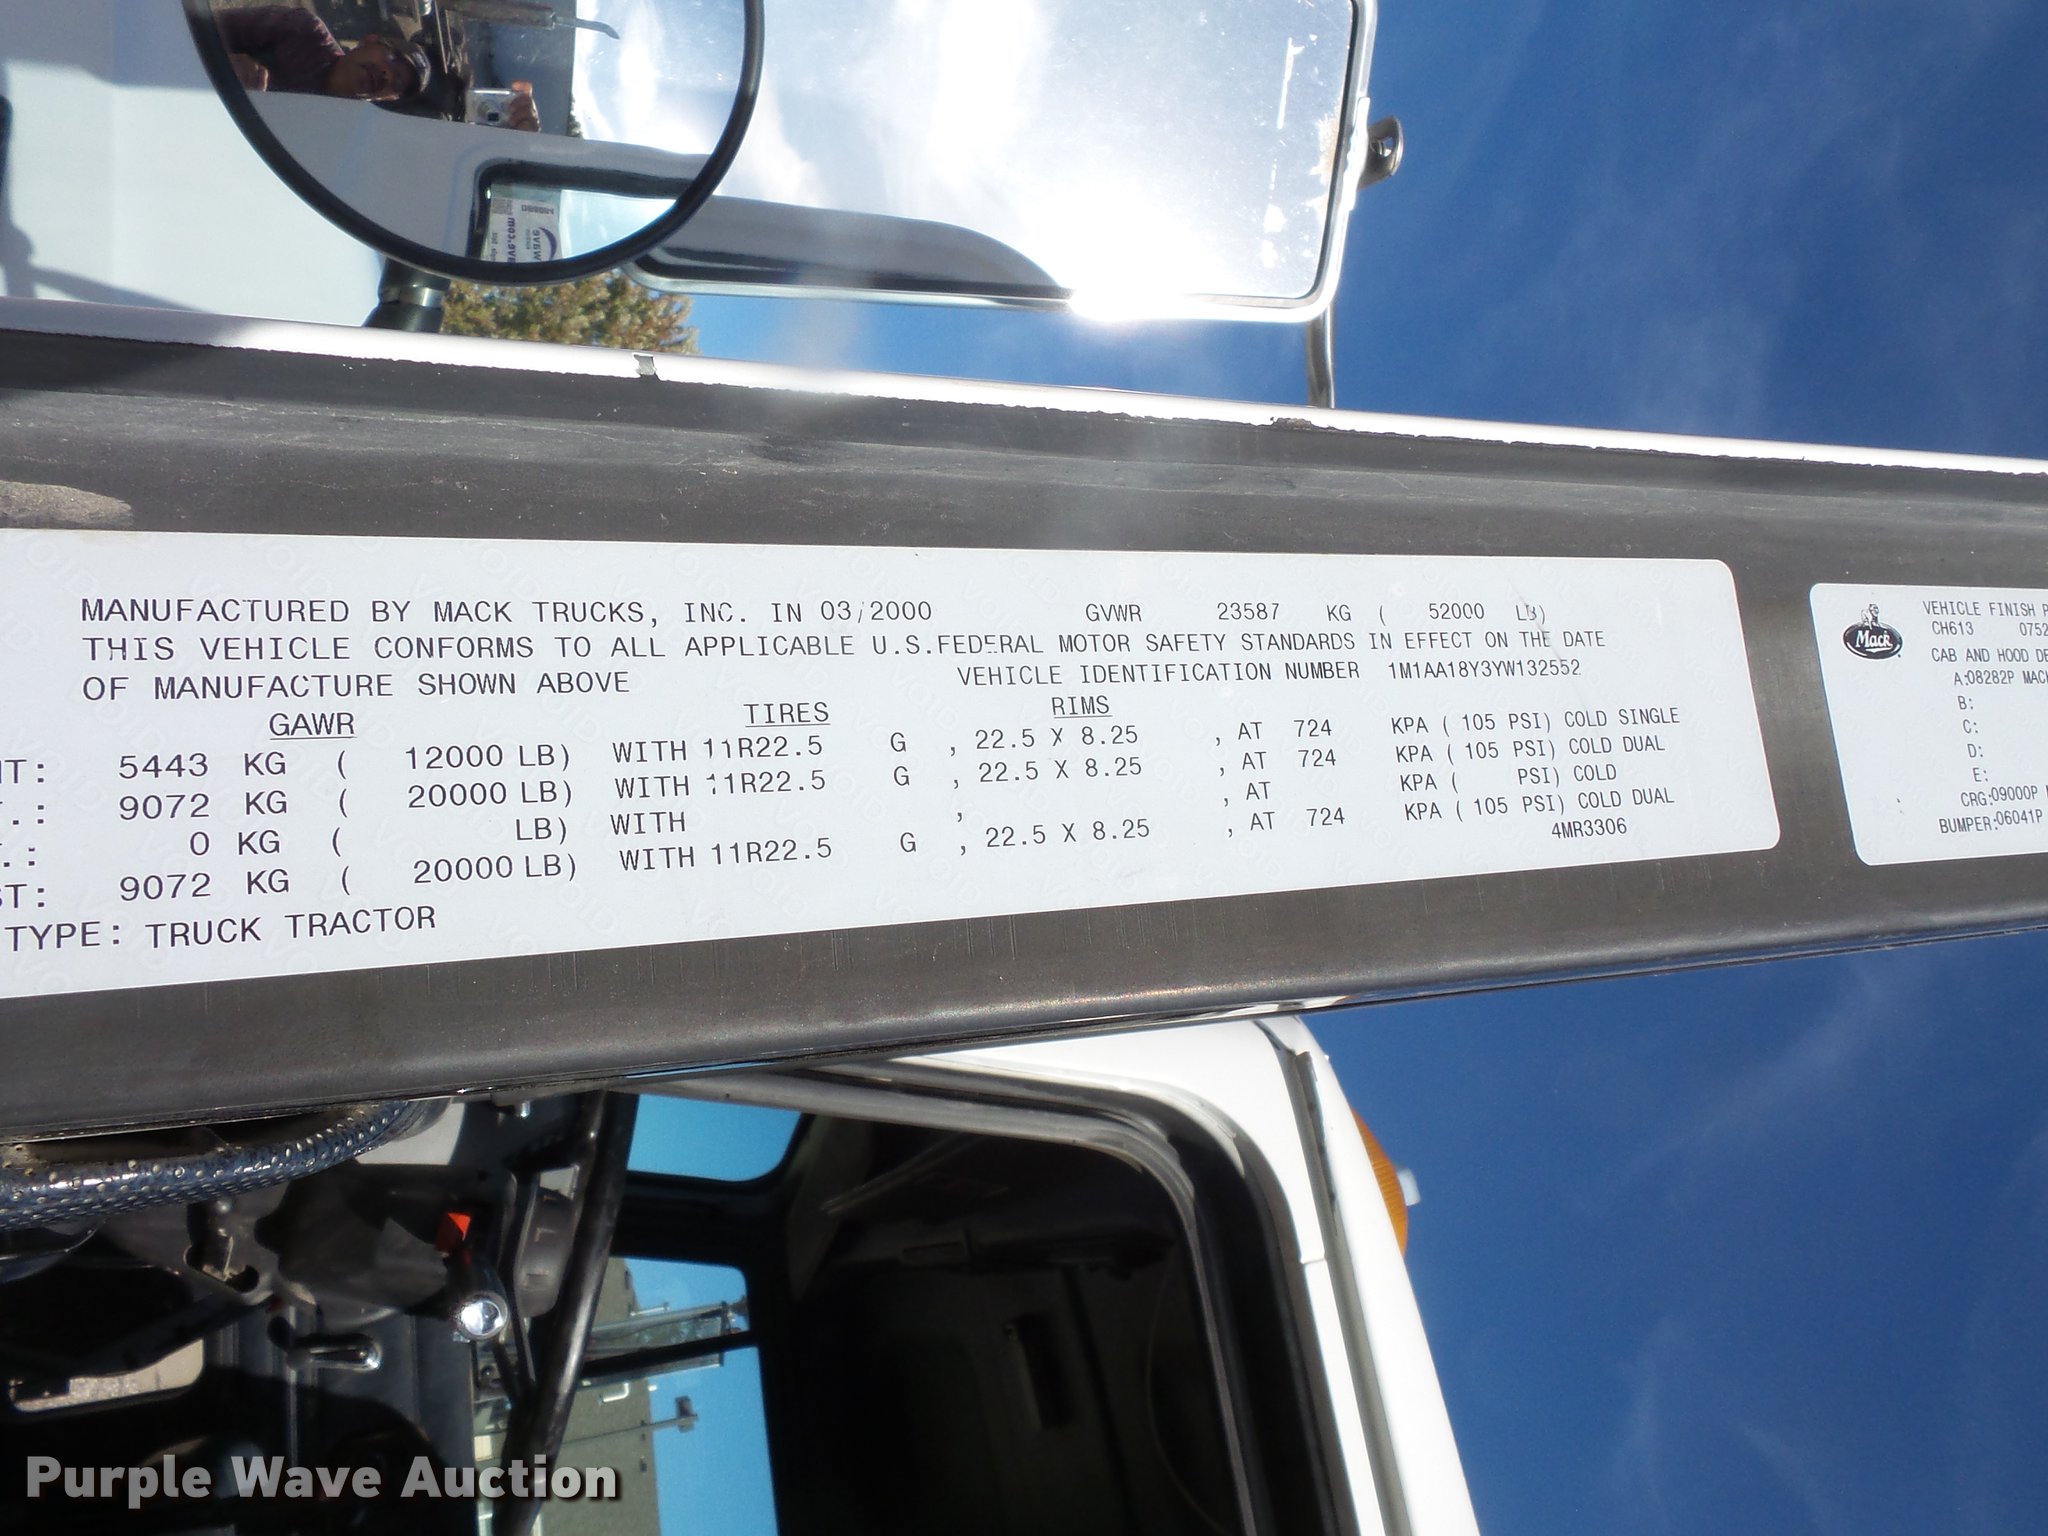 MANUFACTURED BY MACK TRUCKS, INC. IN 03/2000 GVWR 23587 KG ( 52000 LB)
THIS VEHICLE CONFORMS TO ALL APPLICABLE U.S.FEDERAL MOTOR SAFETY STANDARDS IN EFFECT ON THE DATE
OF MANUFACTURE SHOWN ABOVE VEHICLE IDENTIFICATION NUMBER 1M1AA18Y3YW132552
GAWR TIRES RIMS
NT: 5443 KG ( 12000 LB) WITH 11R22.5 G , 22.5 X 8.25 , AT 724 KPA ( 105 PSI) COLD SINGLE
T.: 9072 KG ( 20000 LB) WITH 11R22.5 G , 22.5 X 8.25 , AT 724 KPA ( 105 PSI) COLD DUAL
T.: 0 KG ( LB) WITH , , AT KPA ( PSI) COLD
ST: 9072 KG ( 20000 LB) WITH 11R22.5 G , 22.5 X 8.25 , AT 724 KPA ( 105 PSI) COLD DUAL
TYPE: TRUCK TRACTOR 4MR3306
Mack
VEHICLE FINISH P
CH613 0752
CAB AND HOOD DE
A:08282P MACK
B:
C:
D:
E:
CRG:09000P
BUMPER:06041P
Purple Wave Auction